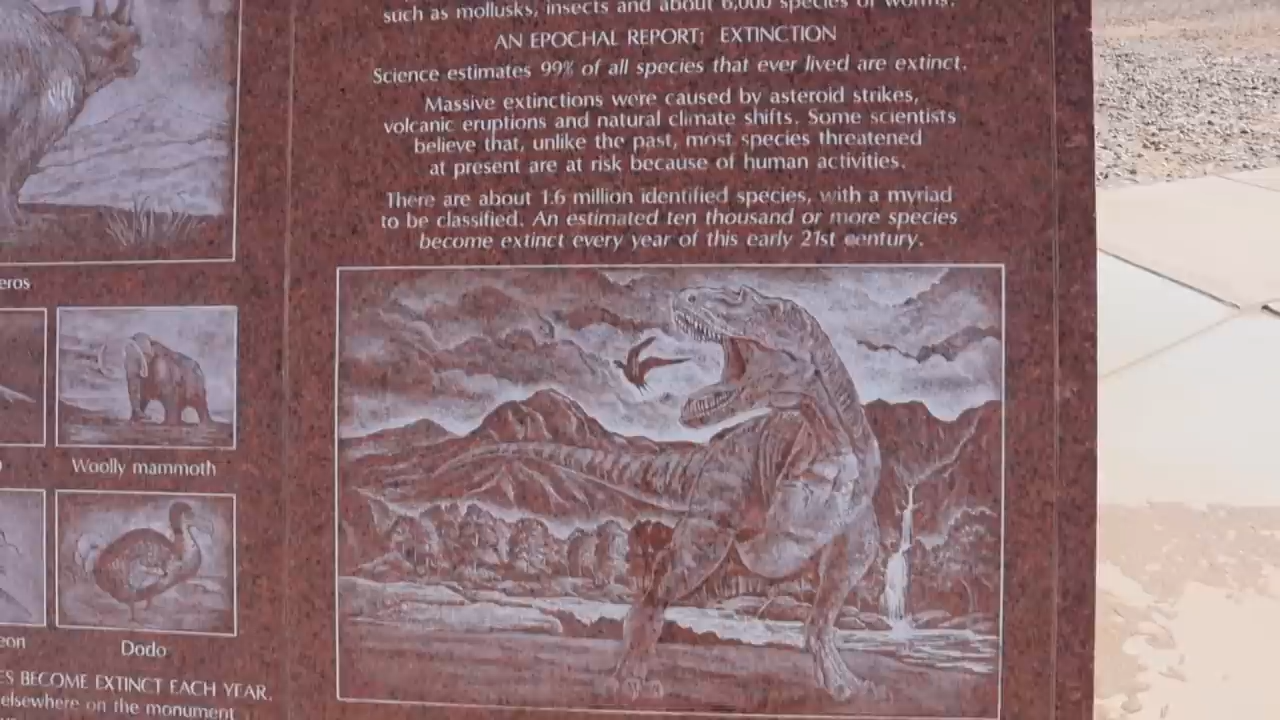 such as mollusks, insects and about 6,000 species of worms.
AN EPOCHAL REPORT: EXTINCTION
Science estimates 99% of all species that ever lived are extinct.
Massive extinctions were caused by asteroid strikes,
volcanic eruptions and natural climate shifts. Some scientists
believe that, unlike the past, most species threatened
at present are at risk because of human activities.
There are about 1.6 million identified species, with a myriad
to be classified. An estimated ten thousand or more species
become extinct every year of this early 21st century.
eros
Woolly mammoth
eon
Dodo
ES BECOME EXTINCT EACH YEAR.
elsewhere on the monument